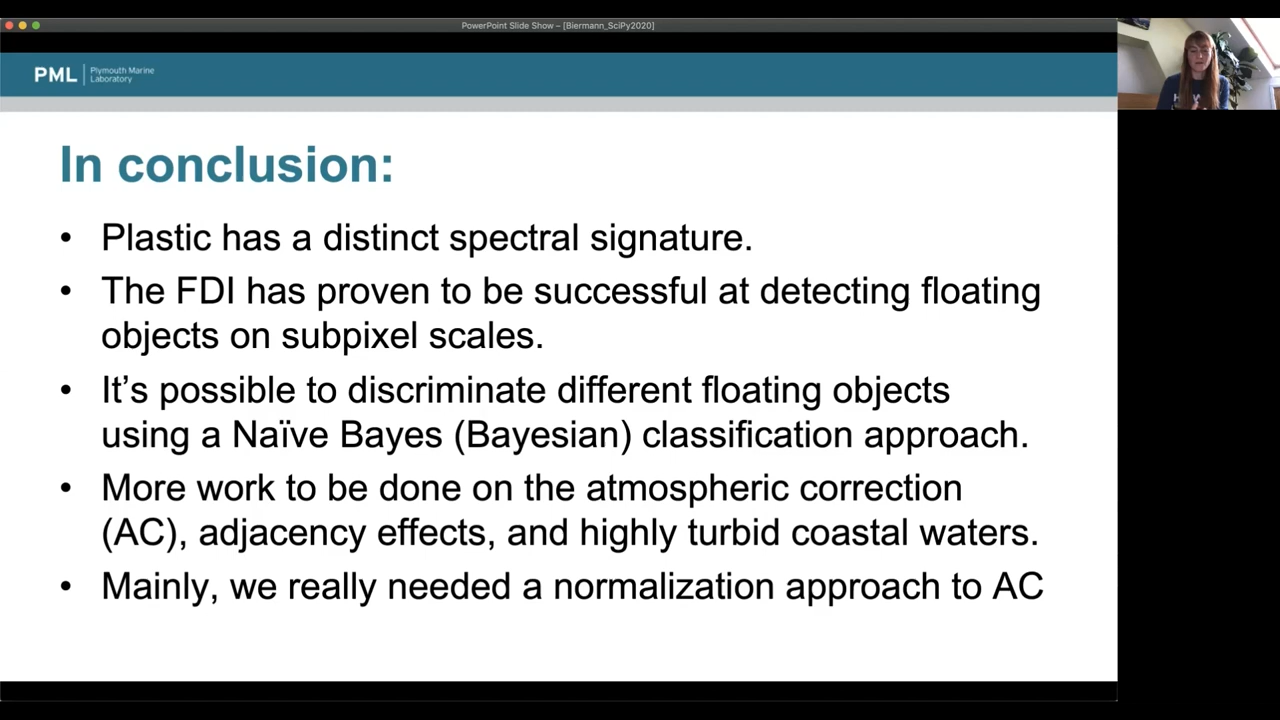 PowerPoint Slide Show – [Biermann_SciPy2020]
PML | Plymouth Marine
Laboratory
In conclusion:
• Plastic has a distinct spectral signature.
• The FDI has proven to be successful at detecting floating
objects on subpixel scales.
• It's possible to discriminate different floating objects
using a Naïve Bayes (Bayesian) classification approach.
• More work to be done on the atmospheric correction
(AC), adjacency effects, and highly turbid coastal waters.
• Mainly, we really needed a normalization approach to AC